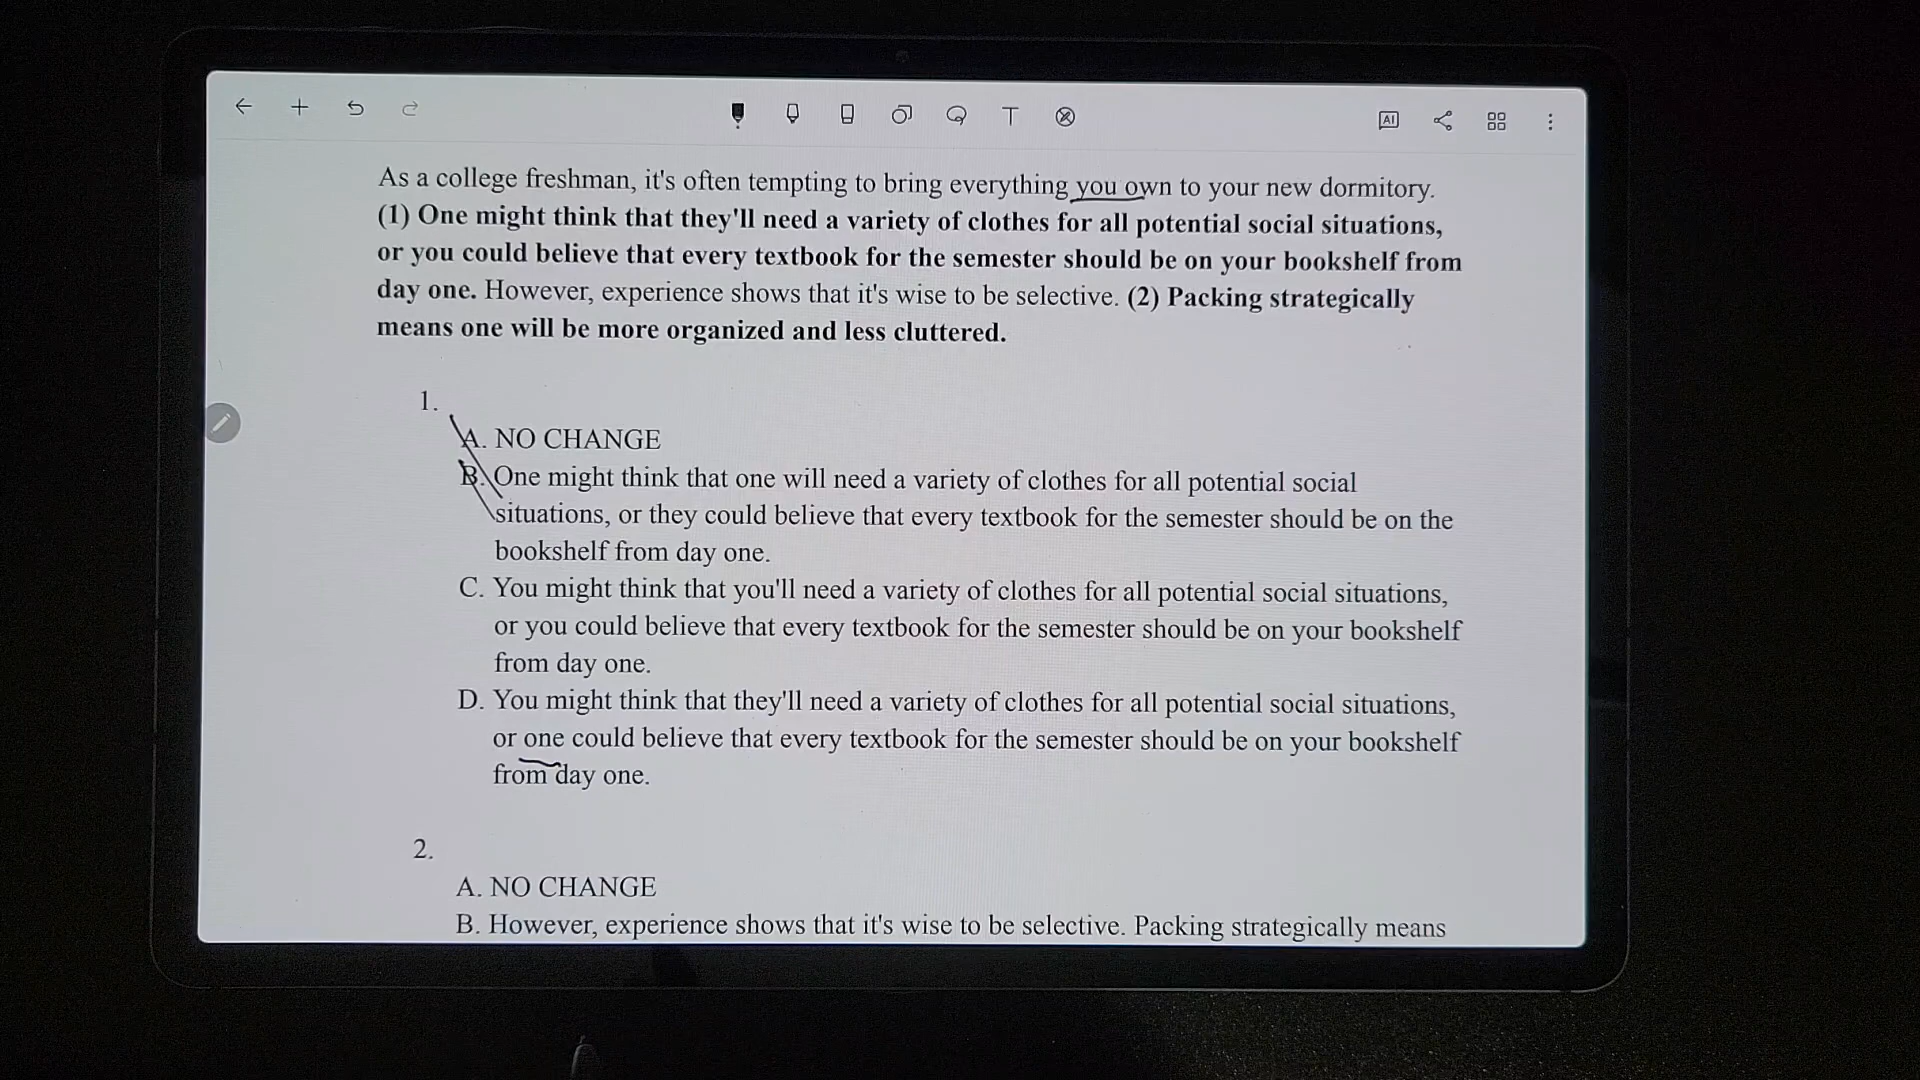 As a college freshman, it's often tempting to bring everything you own to your new dormitory.
(1) One might think that they'll need a variety of clothes for all potential social situations,
or you could believe that every textbook for the semester should be on your bookshelf from
day one. However, experience shows that it's wise to be selective. (2) Packing strategically
means one will be more organized and less cluttered.
1.
A. NO CHANGE
B. One might think that one will need a variety of clothes for all potential social
situations, or they could believe that every textbook for the semester should be on the
bookshelf from day one.
C. You might think that you'll need a variety of clothes for all potential social situations,
or you could believe that every textbook for the semester should be on your bookshelf
from day one.
D. You might think that they'll need a variety of clothes for all potential social situations,
or one could believe that every textbook for the semester should be on your bookshelf
from day one.
2.
A. NO CHANGE
B. However, experience shows that it's wise to be selective. Packing strategically means